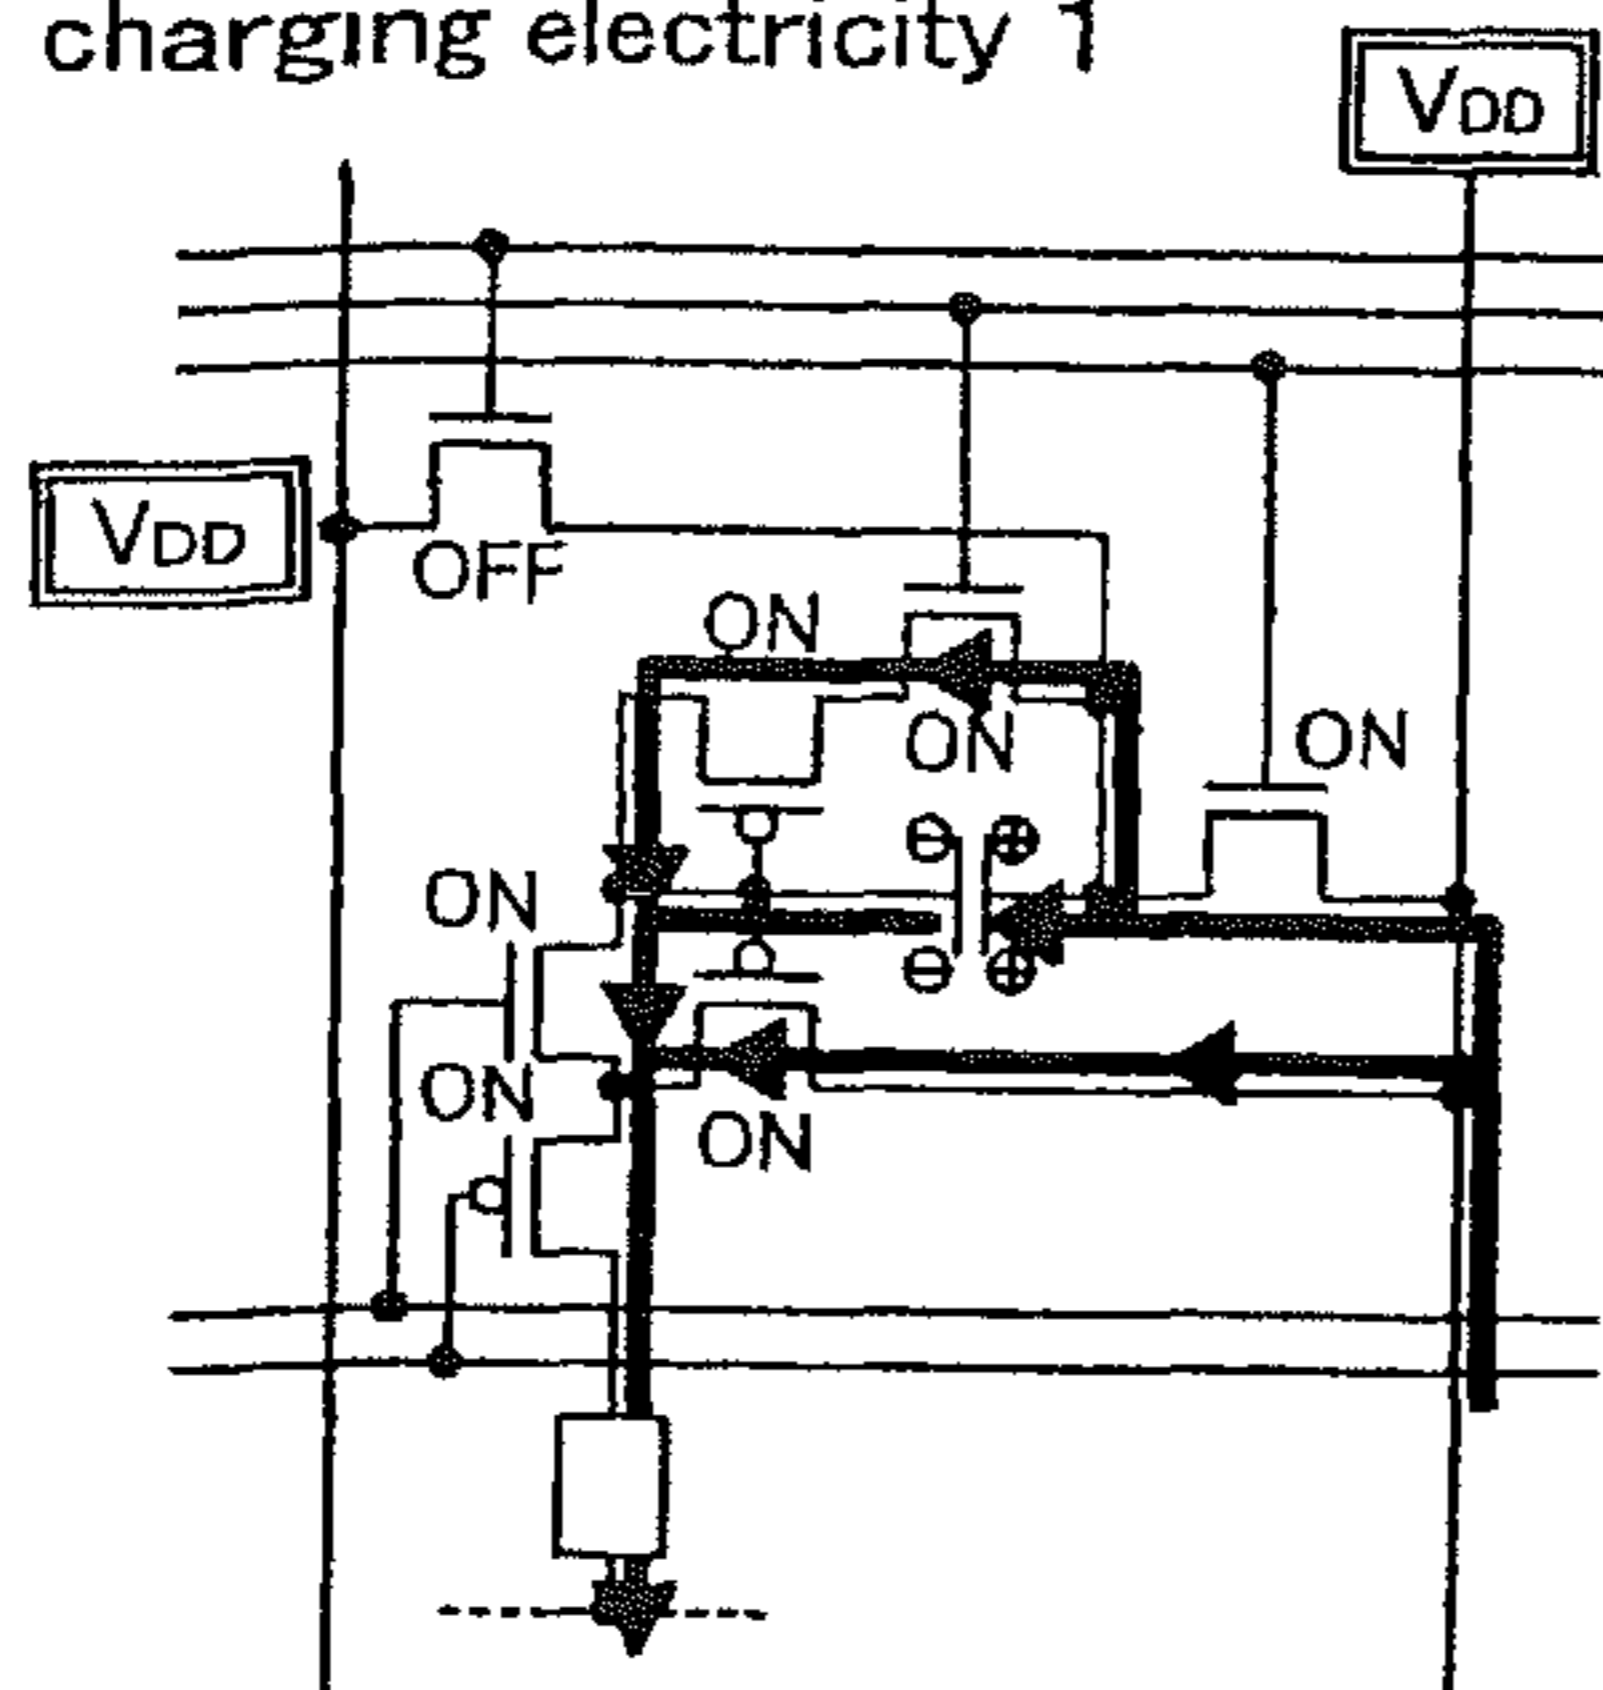 charging electricity 1
VDD
VDD
OFF
ON
ON
ON
ON
ON
ON
⊖ ⊕
⊖ ⊕